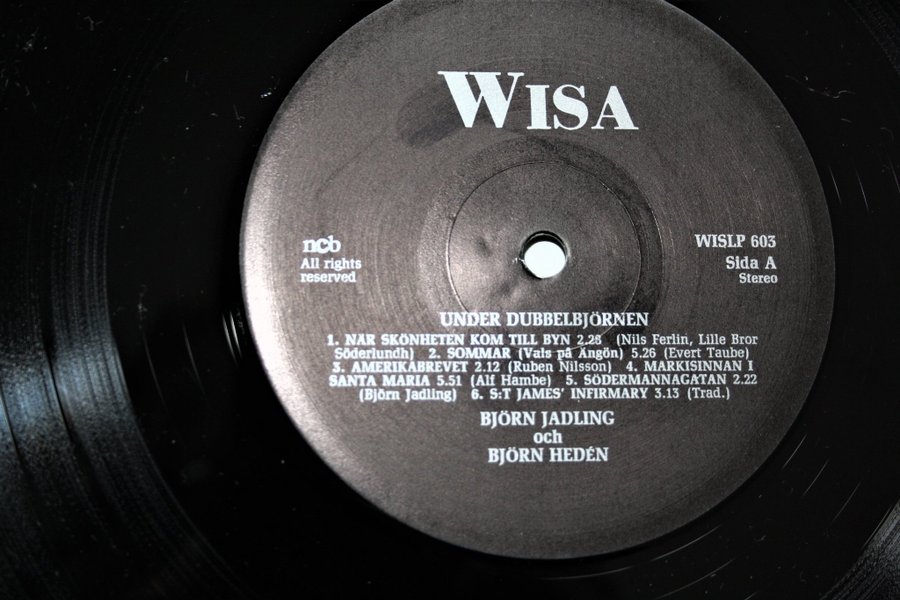 WISA
ncb
All rights
reserved
WISLP 603
Sida A
Stereo
UNDER DUBBELBJÖRNEN
1. NÄR SKÖNHETEN KOM TILL BYN 2.28 (Nils Ferlin, Lille Bror
Söderlundh) 2. SOMMAR (Vals på Ängön) 5.26 (Evert Taube)
3. AMERIKABREVET 2.12 (Ruben Nilsson) 4. MARKISINNAN I
SANTA MARIA 5.51 (Alf Hambe) 5. SÖDERMANNAGATAN 2.22
(Björn Jadling) 6. S:T JAMES' INFIRMARY 3.13 (Trad.)
BJÖRN JADLING
och
BJÖRN HEDÉN